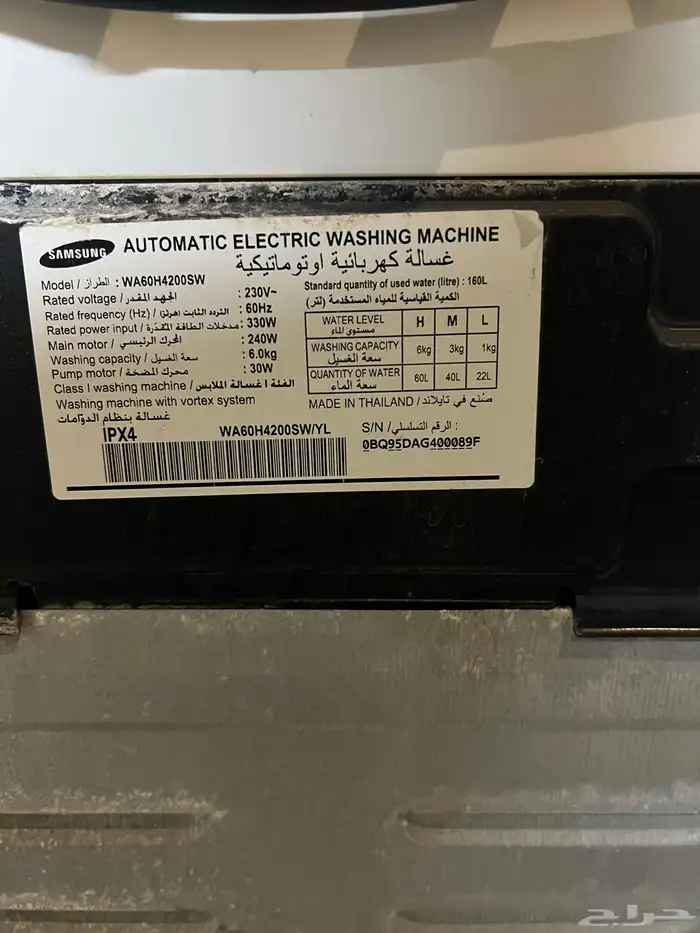 SAMSUNG AUTOMATIC ELECTRIC WASHING MACHINE
غسالة كهربائية اوتوماتيكية
Model / الطراز : WA60H4200SW
Rated voltage / الجهد المقدر : 230V~
Rated frequency (Hz) / التردد الثابت (هرتز) : 60Hz
Rated power input / مدخلات الطاقة المقدّرة : 330W
Main motor / المحرك الرئيسي : 240W
Washing capacity / سعة الغسيل : 6.0kg
Pump motor / محرك المضخة : 30W
Class I washing machine / الفئة I غسالة الملابس
Washing machine with vortex system
غسالة بنظام الدوّامات
Standard quantity of used water (litre) : 160L
الكمية القياسية للمياه المستخدمة (لتر)
WATER LEVEL مستوى الماء H M L
WASHING CAPACITY سعة الغسيل 6kg 3kg 1kg
QUANTITY OF WATER سعة الماء 60L 40L 22L
MADE IN THAILAND / صُنع في تايلاند
IPX4 WA60H4200SW/YL
S/N / الرقم التسلسلي :
0BQ95DAG400089F
حراج